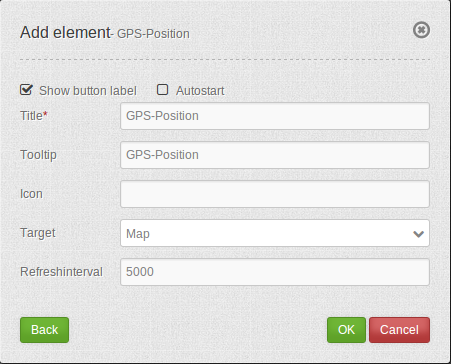 Add element- GPS-Position
Show button label Autostart
Title* GPS-Position
Tooltip GPS-Position
Icon
Target Map
Refreshinterval 5000
Back OK Cancel